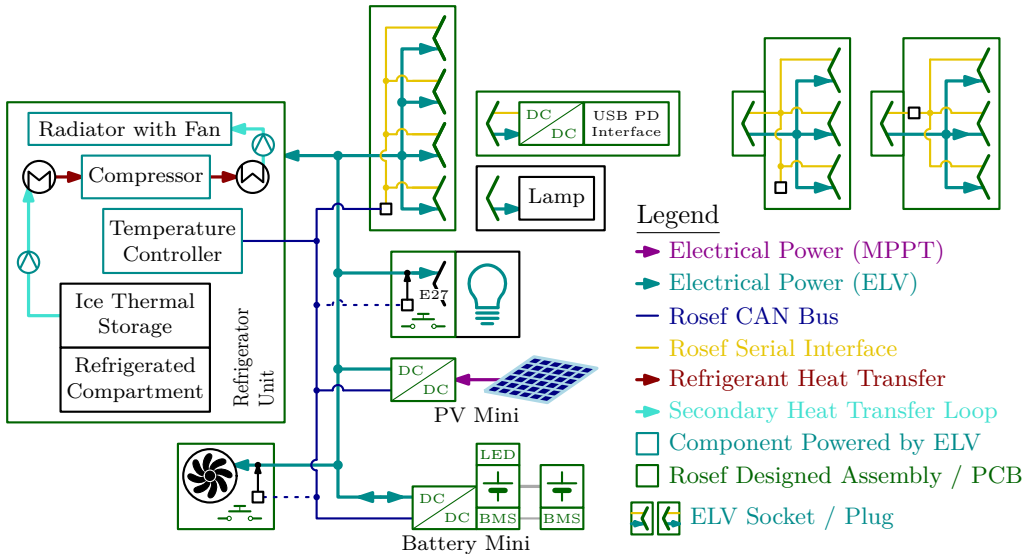 Radiator with Fan
Compressor
Temperature
Controller
Ice Thermal
Storage
Refrigerated
Compartment
Refrigerator
Unit
DC
DC
USB PD
Interface
Lamp
E27
DC
DC
PV Mini
LED
DC
DC
BMS
BMS
Battery Mini
Legend
Electrical Power (MPPT)
Electrical Power (ELV)
Rosef CAN Bus
Rosef Serial Interface
Refrigerant Heat Transfer
Secondary Heat Transfer Loop
Component Powered by ELV
Rosef Designed Assembly / PCB
ELV Socket / Plug